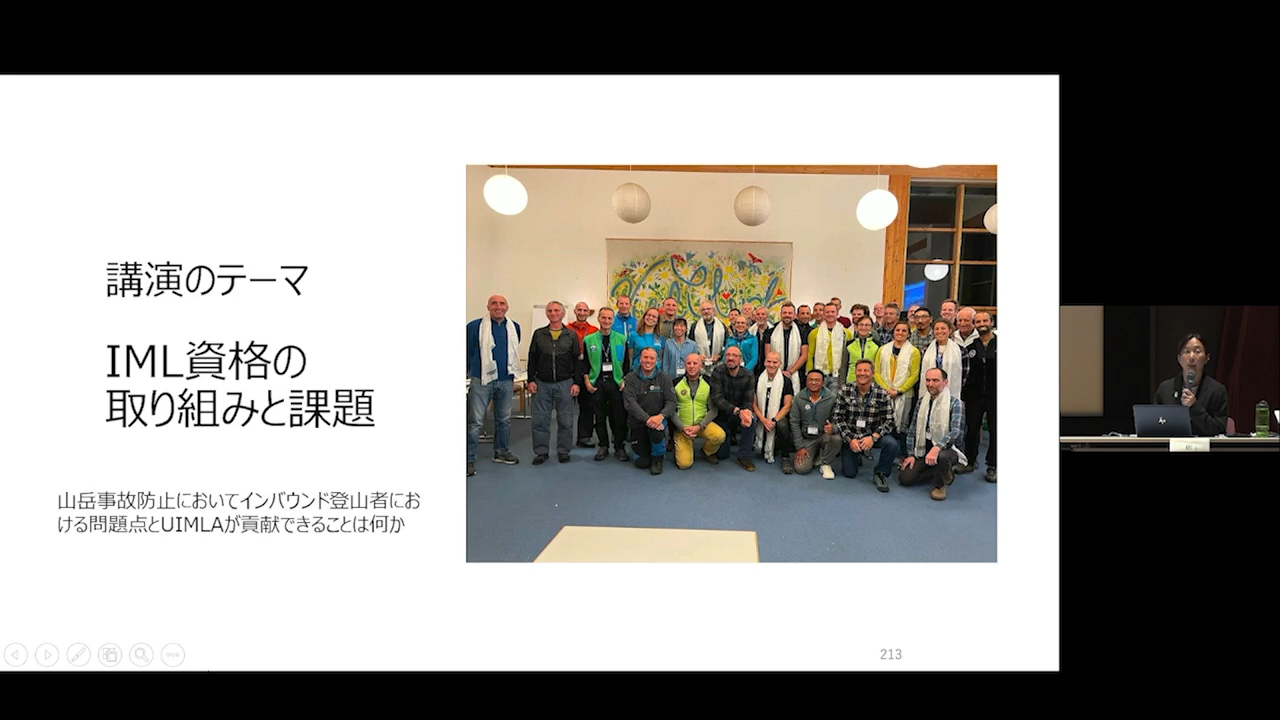 講演のテーマ
IML資格の
取り組みと課題
山岳事故防止においてインバウンド登山者にお
ける問題点とUIMLAが貢献できることは何か
213